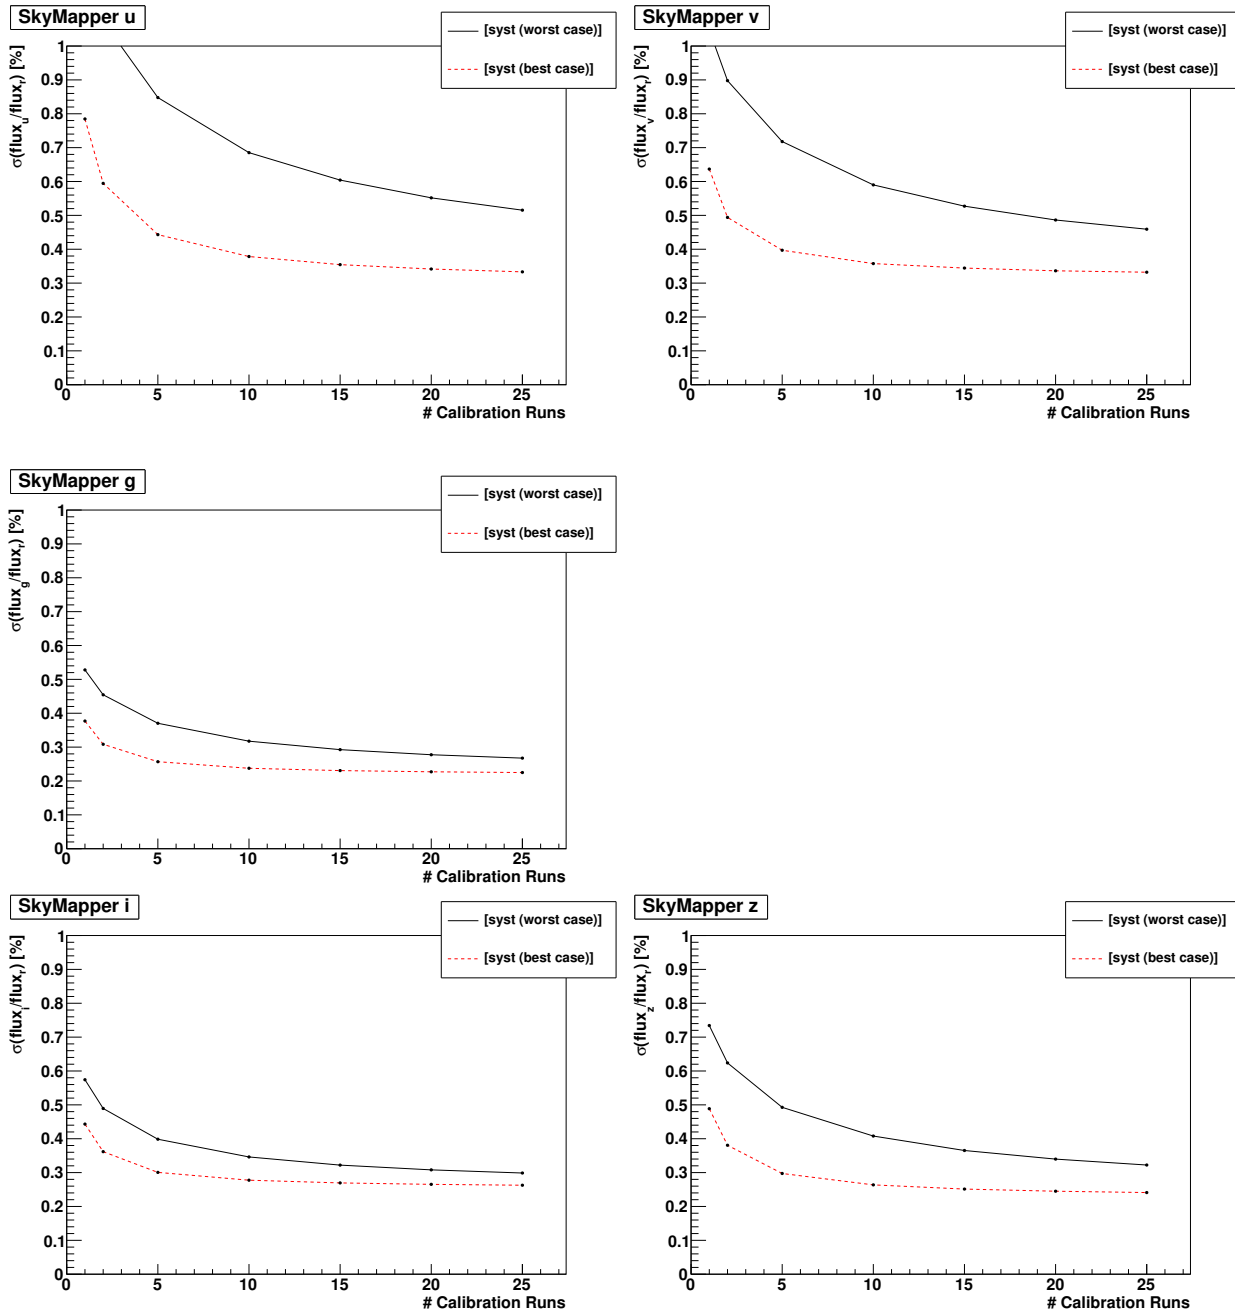 SkyMapper u
[syst (worst case)]
[syst (best case)]
σ(flux_u/flux_r) [%]
1
0.9
0.8
0.7
0.6
0.5
0.4
0.3
0.2
0.1
0
0 5 10 15 20 25
# Calibration Runs
SkyMapper v
[syst (worst case)]
[syst (best case)]
σ(flux_v/flux_r) [%]
1
0.9
0.8
0.7
0.6
0.5
0.4
0.3
0.2
0.1
0
0 5 10 15 20 25
# Calibration Runs
SkyMapper g
[syst (worst case)]
[syst (best case)]
σ(flux_g/flux_r) [%]
1
0.9
0.8
0.7
0.6
0.5
0.4
0.3
0.2
0.1
0
0 5 10 15 20 25
# Calibration Runs
SkyMapper i
[syst (worst case)]
[syst (best case)]
σ(flux_i/flux_r) [%]
1
0.9
0.8
0.7
0.6
0.5
0.4
0.3
0.2
0.1
0
0 5 10 15 20 25
# Calibration Runs
SkyMapper z
[syst (worst case)]
[syst (best case)]
σ(flux_z/flux_r) [%]
1
0.9
0.8
0.7
0.6
0.5
0.4
0.3
0.2
0.1
0
0 5 10 15 20 25
# Calibration Runs